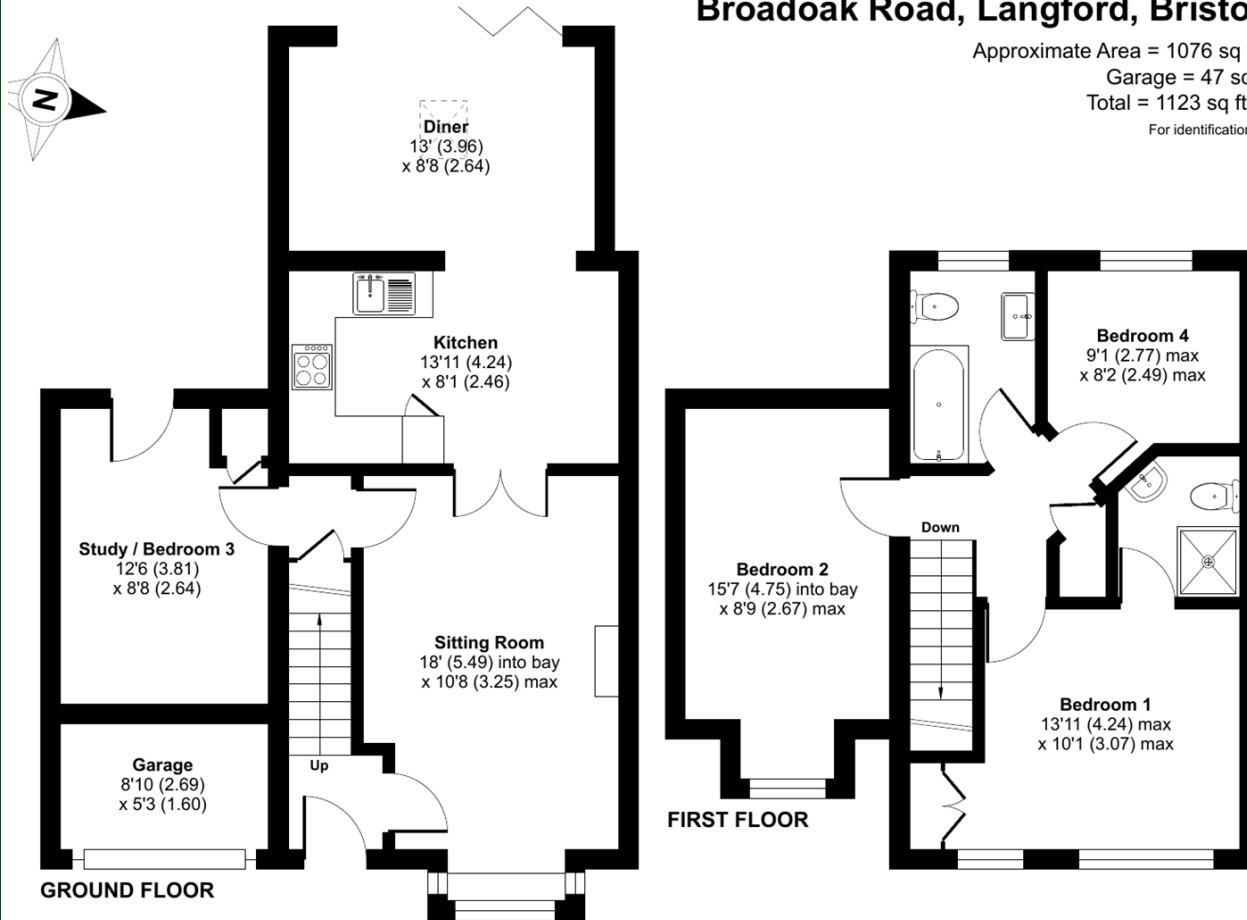 Broadoak Road, Langford, Bristo
Approximate Area = 1076 sq
Garage = 47 sq
Total = 1123 sq ft
For identification
N
Diner
13' (3.96)
x 8'8 (2.64)
Kitchen
13'11 (4.24)
x 8'1 (2.46)
Study / Bedroom 3
12'6 (3.81)
x 8'8 (2.64)
Sitting Room
18' (5.49) into bay
x 10'8 (3.25) max
Garage
8'10 (2.69)
x 5'3 (1.60)
Up
GROUND FLOOR
Bedroom 4
9'1 (2.77) max
x 8'2 (2.49) max
Down
Bedroom 2
15'7 (4.75) into bay
x 8'9 (2.67) max
Bedroom 1
13'11 (4.24) max
x 10'1 (3.07) max
FIRST FLOOR